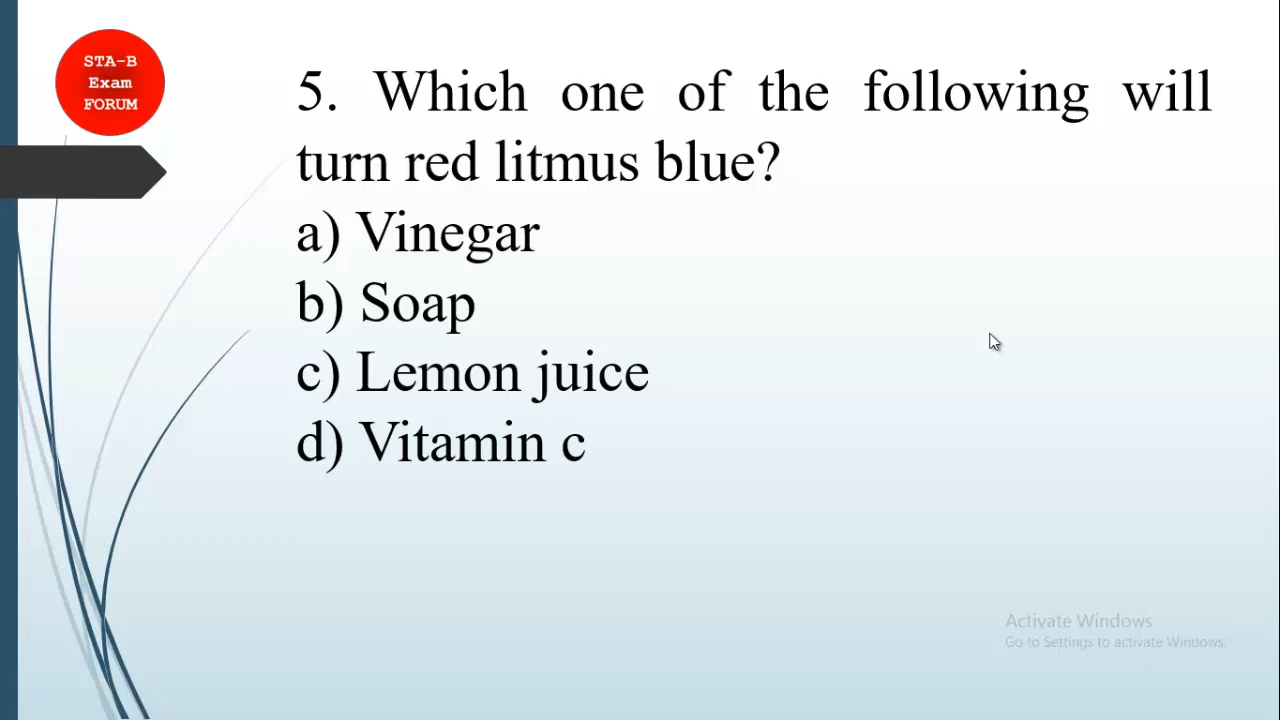 STA-B
Exam
FORUM
5. Which one of the following will
turn red litmus blue?
a) Vinegar
b) Soap
c) Lemon juice
d) Vitamin c
Activate Windows
Go to Settings to activate Windows.